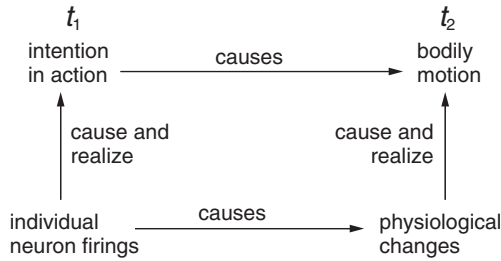 t1 t2
intention
in action
causes
bodily
motion
cause and
realize
cause and
realize
individual
neuron firings
causes
physiological
changes